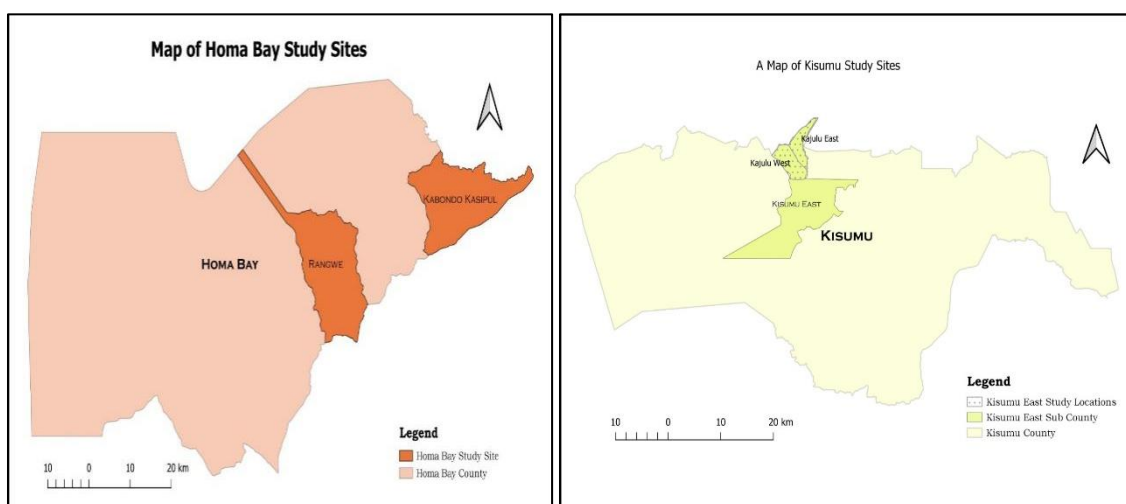 Map of Homa Bay Study Sites
KABONDO KASIPUL
HOMA BAY
RANGWE
Legend
Homa Bay Study Site
Homa Bay County
10 0 10 20 km
A Map of Kisumu Study Sites
Kajulu East
Kajulu West
KISUMU EAST
KISUMU
Legend
Kisumu East Study Locations
Kisumu East Sub County
Kisumu County
10 0 10 20 km